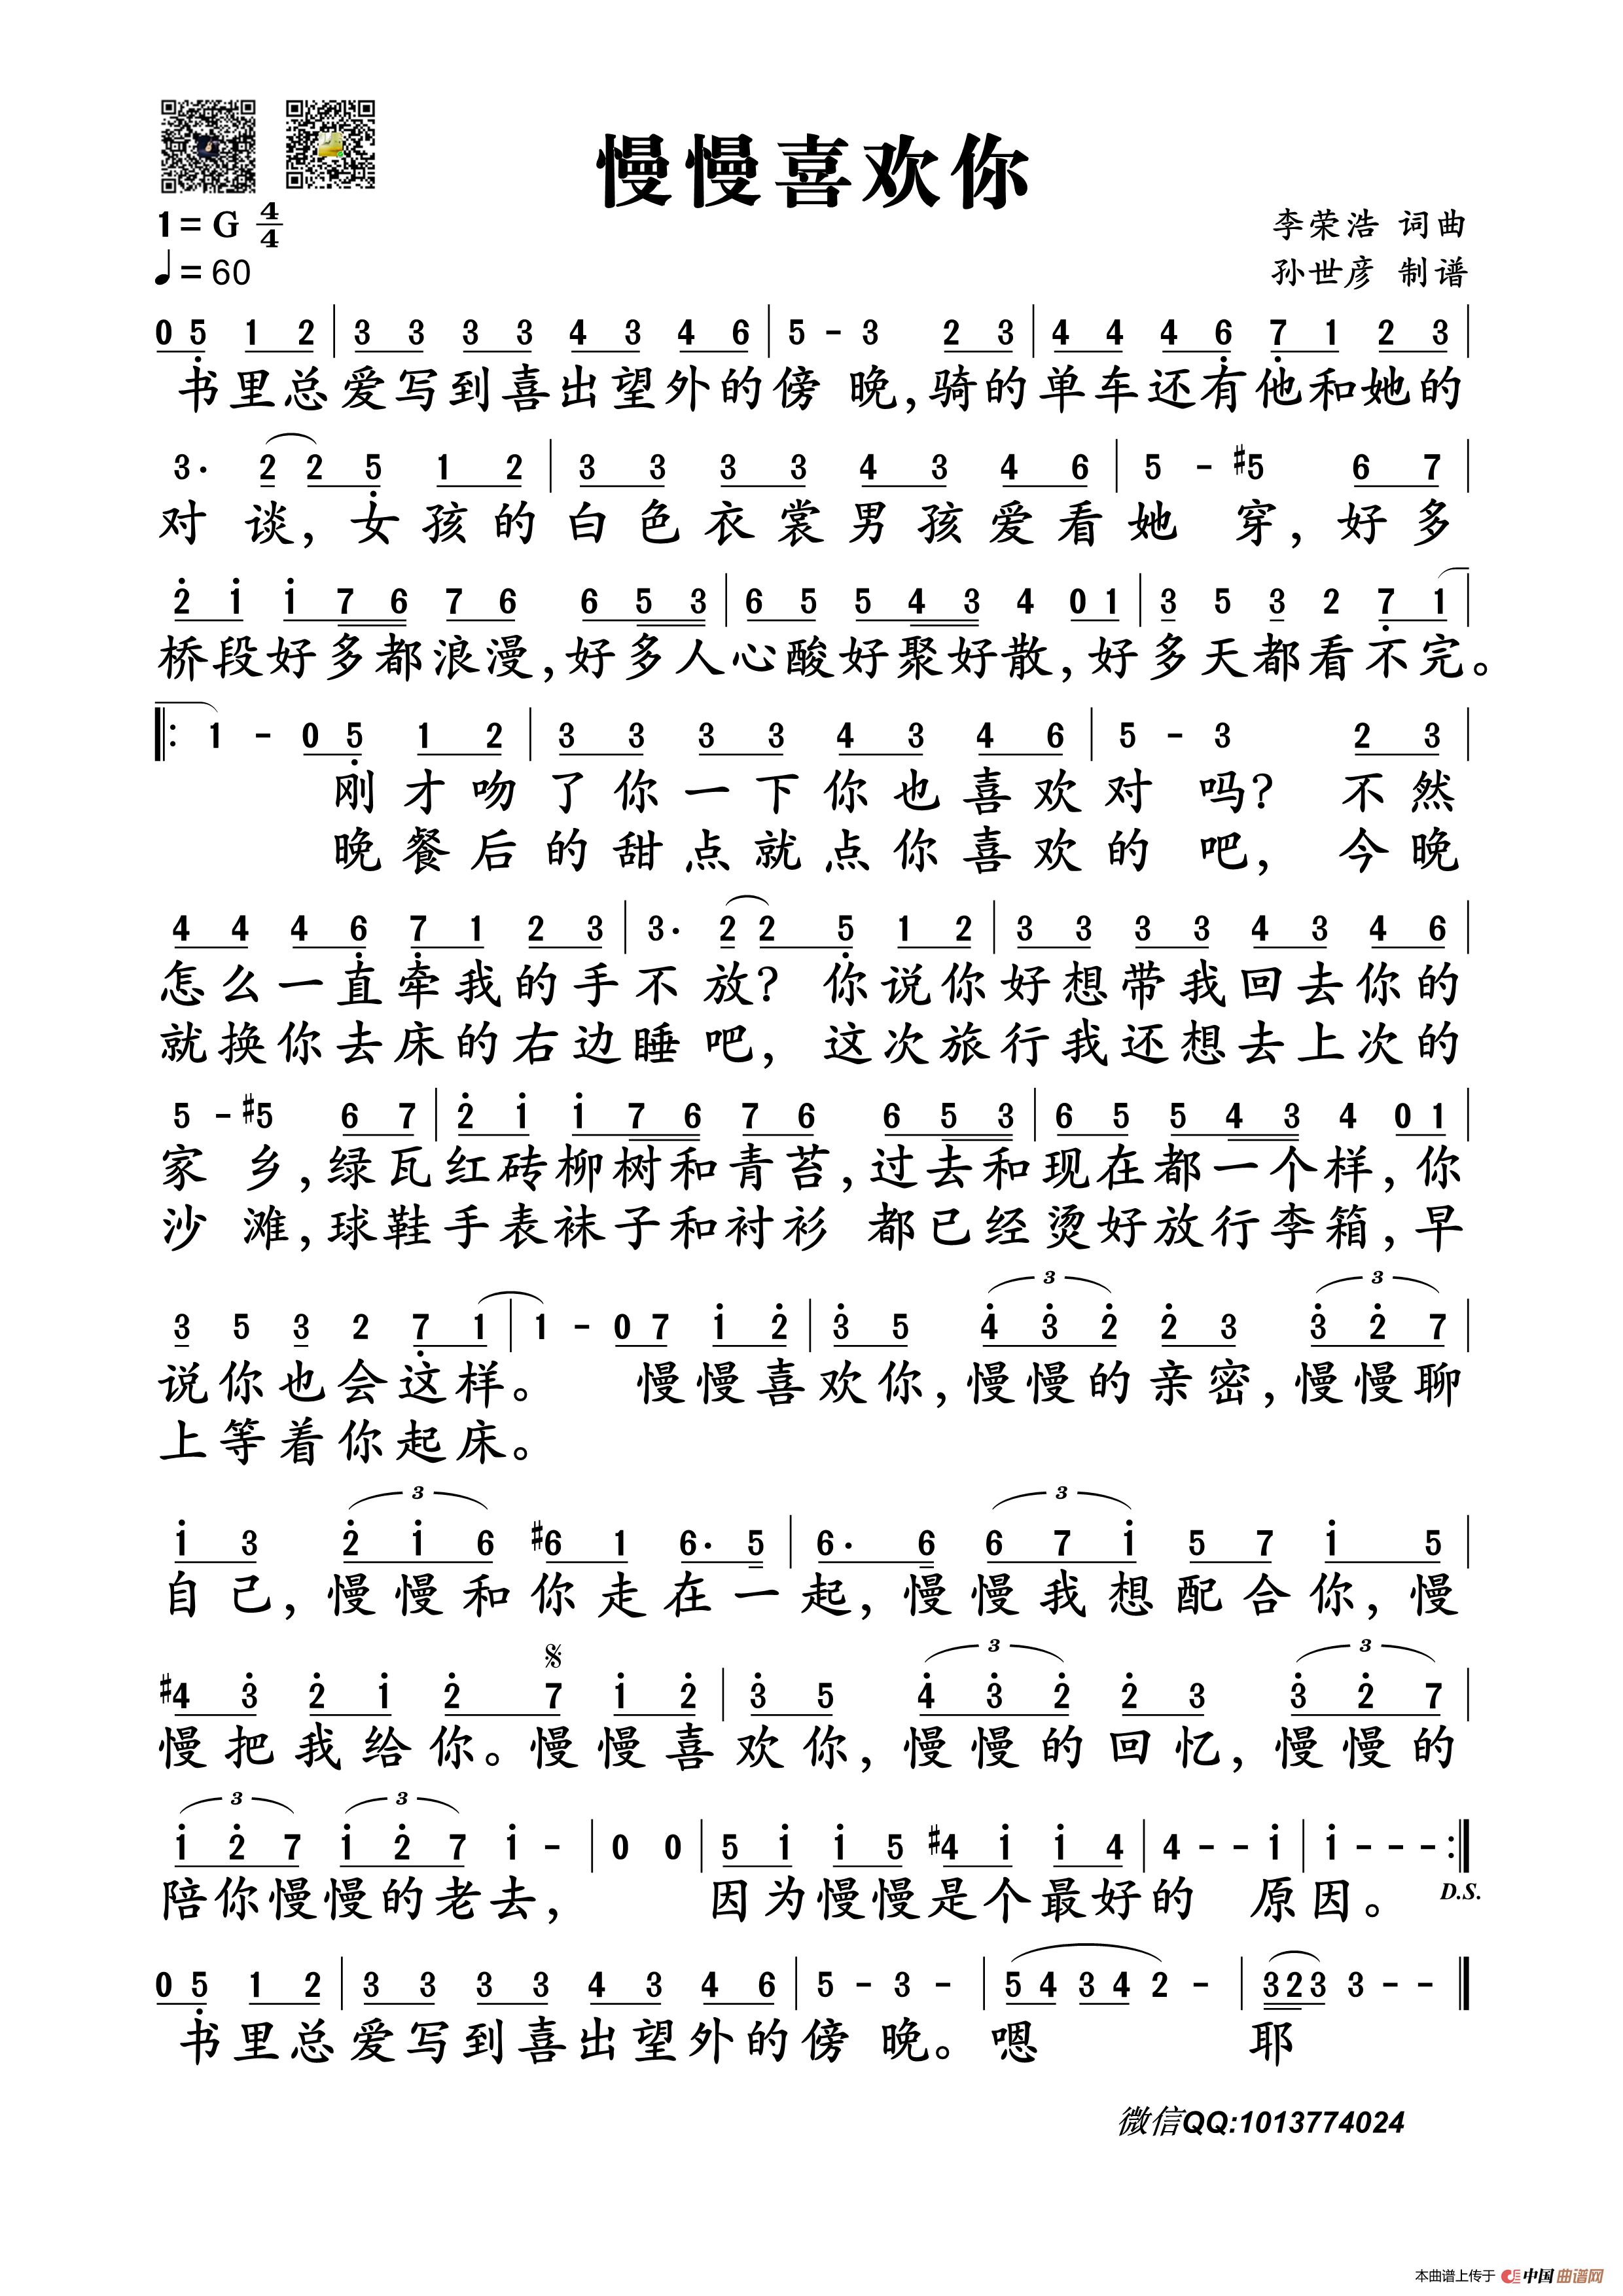 慢慢喜欢你
1=G 4/4
李荣浩 词曲
♩=60
孙世彦 制谱
0 5̣ 1 2 | 3 3 3 3 4 3 4 6 | 5 - 3 2 3 | 4 4 4 6̣ 7̣ 1 2 3 |
书里总爱写到喜出望外的傍晚,骑的单车还有他和她的
3· 2 2 5̣ 1 2 | 3 3 3 3 4 3 4 6 | 5 - #5 6 7 |
对谈,女孩的白色衣裳男孩爱看她穿,好多
2̇ i i 7 6 7 6 6 5 3 | 6 5 5 4 3 4 0 1 | 3 5 3 2 7̣ 1 |
桥段好多都浪漫,好多人心酸好聚好散,好多天都看不完。
‖: 1 - 0 5̣ 1 2 | 3 3 3 3 4 3 4 6 | 5 - 3 2 3 |
刚才吻了你一下你也喜欢对吗?不然
晚餐后的甜点就点你喜欢的吧,今晚
4 4 4 6̣ 7̣ 1 2 3 | 3· 2 2 5̣ 1 2 | 3 3 3 3 4 3 4 6 |
怎么一直牵我的手不放?你说你好想带我回去你的
就换你去床的右边睡吧,这次旅行我还想去上次的
5 - #5 6 7 | 2̇ i i 7 6 7 6 6 5 3 | 6 5 5 4 3 4 0 1 |
家乡,绿瓦红砖柳树和青苔,过去和现在都一个样,你
沙滩,球鞋手表袜子和衬衫 都已经烫好放行李箱,早
3 3
3 5 3 2 7̣ 1 | 1 - 0 7 i 2̇ | 3̇ 5 4̇ 3̇ 2̇ 2̇ 3 3̇ 2̇ 7 |
说你也会这样。 慢慢喜欢你,慢慢的亲密,慢慢聊
上等着你起床。
3 3
i 3 2̇ i 6 #6 1 6· 5 | 6· 6 6 7 i 5 7 i 5 |
自己,慢慢和你走在一起,慢慢我想配合你,慢
𝄋 3 3
#4 3̇ 2̇ i 2̇ 7 i 2̇ | 3̇ 5 4̇ 3̇ 2̇ 2̇ 3 3̇ 2̇ 7 |
慢把我给你。慢慢喜欢你,慢慢的回忆,慢慢的
3 3
i 2̇ 7 i 2̇ 7 i - | 0 0 | 5 i i 5 #4 i i 4 | 4 - - i | i - - - :‖
陪你慢慢的老去, 因为慢慢是个最好的 原因。 D.S.
0 5̣ 1 2 | 3 3 3 3 4 3 4 6 | 5 - 3 - | 5 4 3 4 2 - | 3 2 3 3 - - ‖
书里总爱写到喜出望外的傍晚。嗯 耶
微信QQ:1013774024
本曲谱上传于 中国曲谱网